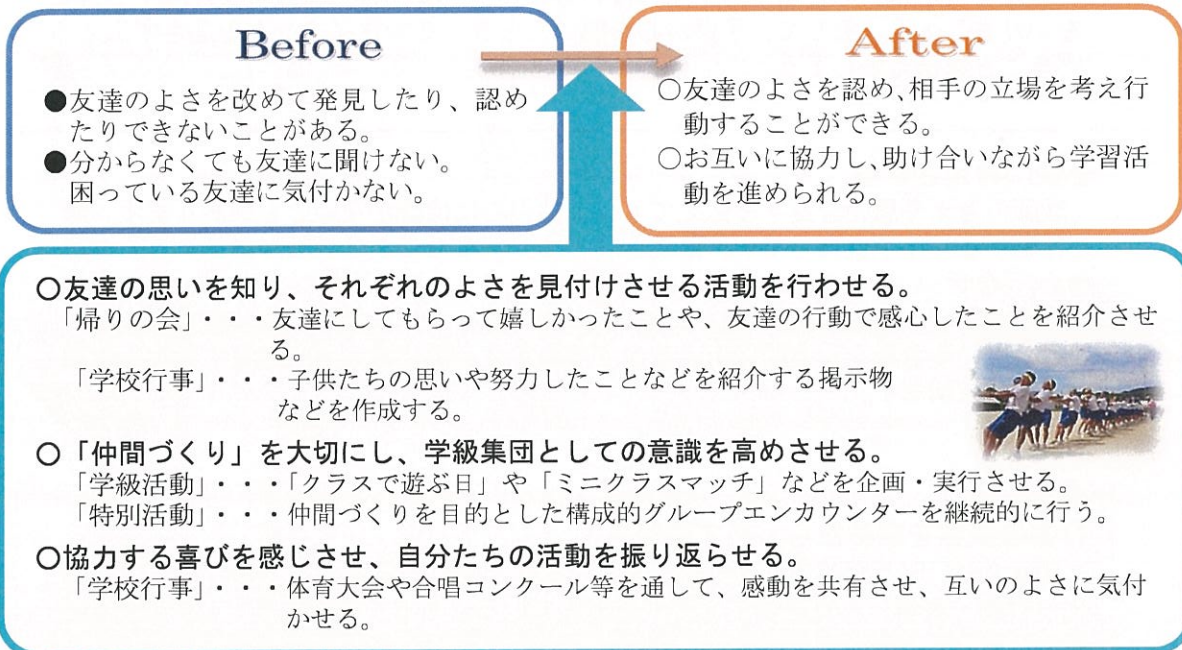 Before
●友達のよさを改めて発見したり、認め
たりできないことがある。
●分からなくても友達に聞けない。
困っている友達に気付かない。
After
○友達のよさを認め、相手の立場を考え行
動することができる。
○お互いに協力し、助け合いながら学習活
動を進められる。
○友達の思いを知り、それぞれのよさを見付けさせる活動を行わせる。
「帰りの会」・・・友達にしてもらって嬉しかったことや、友達の行動で感心したことを紹介させ
る。
「学校行事」・・・子供たちの思いや努力したことなどを紹介する掲示物
などを作成する。
○「仲間づくり」を大切にし、学級集団としての意識を高めさせる。
「学級活動」・・・「クラスで遊ぶ日」や「ミニクラスマッチ」などを企画・実行させる。
「特別活動」・・・仲間づくりを目的とした構成的グループエンカウンターを継続的に行う。
○協力する喜びを感じさせ、自分たちの活動を振り返らせる。
「学校行事」・・・体育大会や合唱コンクール等を通して、感動を共有させ、互いのよさに気付
かせる。